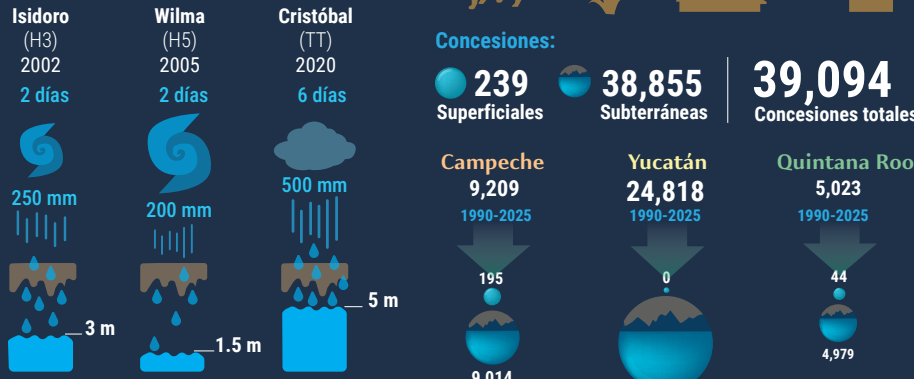 Isidoro
(H3)
2002
2 días
250 mm
3 m
Wilma
(H5)
2005
2 días
200 mm
1.5 m
Cristóbal
(TT)
2020
6 días
500 mm
5 m
Concesiones:
239
Superficiales
38,855
Subterráneas
39,094
Concesiones totales
Campeche
9,209
1990-2025
195
9,014
Yucatán
24,818
1990-2025
0
Quintana Roo
5,023
1990-2025
44
4,979